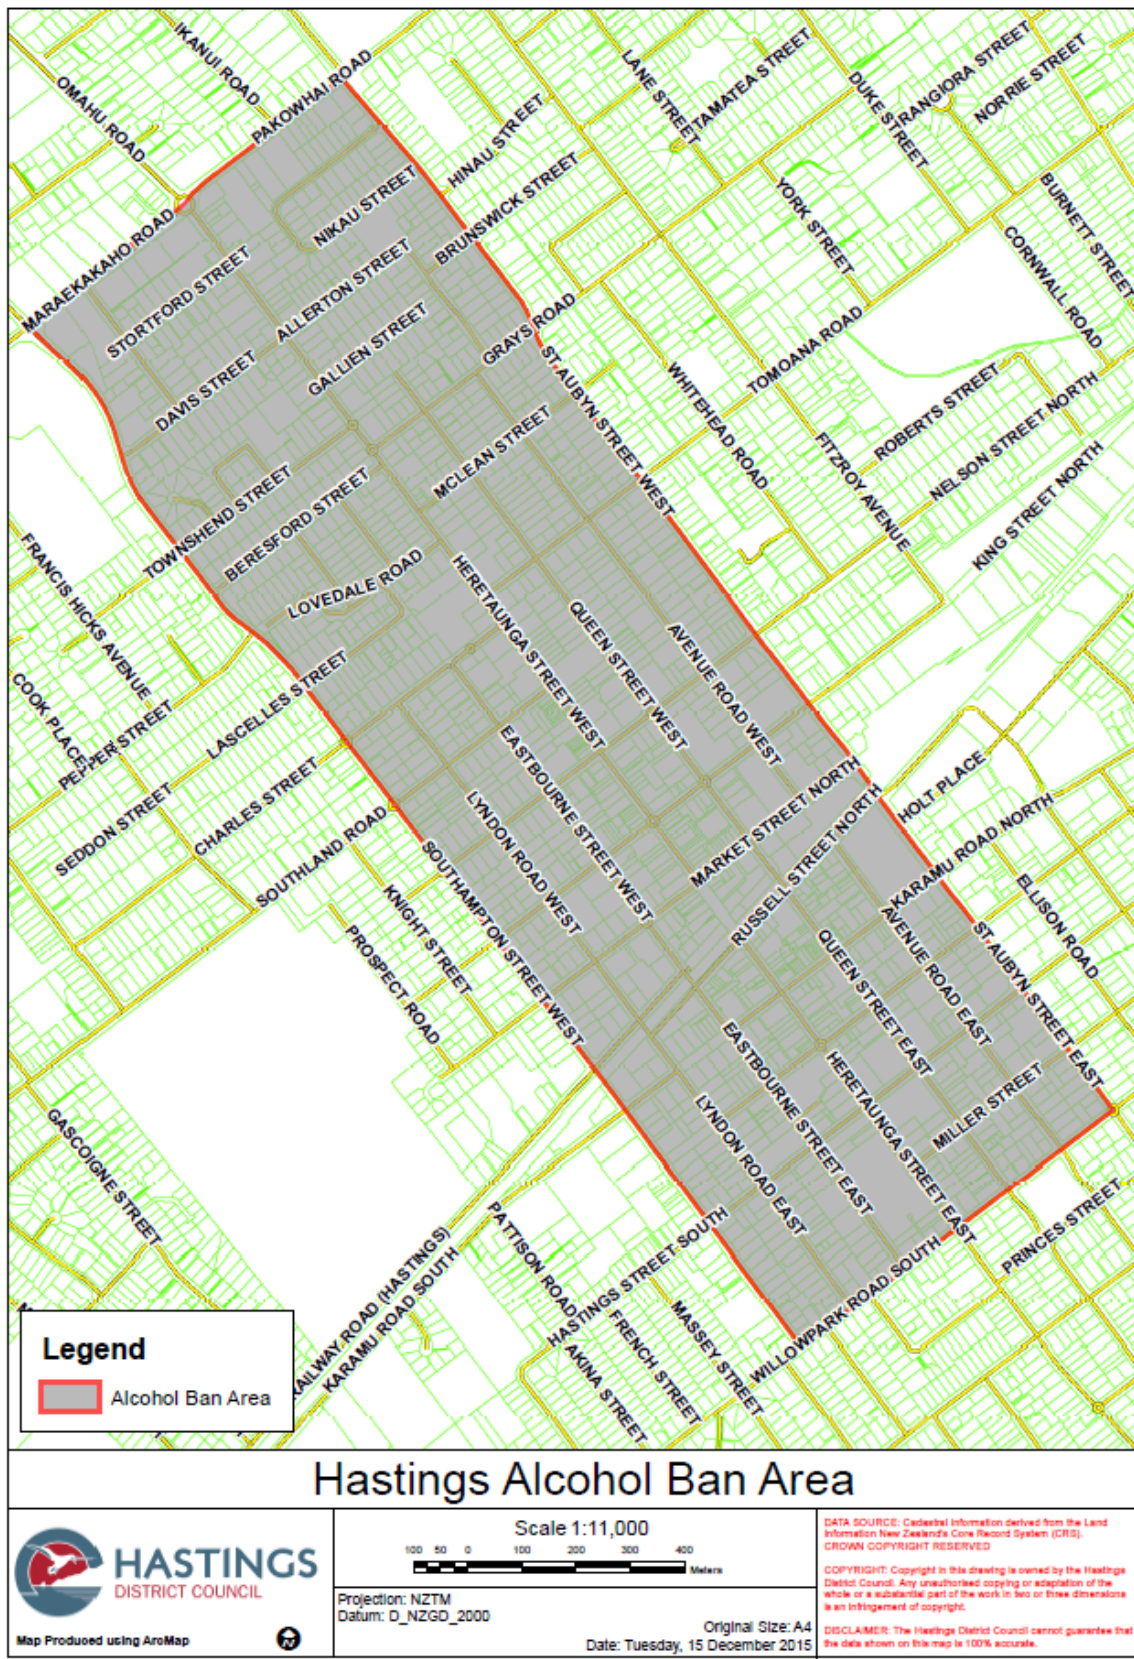 IKANUI ROAD
OMAHU ROAD
PAKOWHAI ROAD
LANE STREET
TAMATEA STREET
DUKE STREET
RANGIORA STREET
NORRIE STREET
HINAU STREET
BRUNSWICK STREET
NIKAU STREET
MARAEKAKAHO ROAD
STORTFORD STREET
ALLERTON STREET
YORK STREET
BURNETT STREET
CORNWALL ROAD
GALLIEN STREET
GRAYS ROAD
DAVIS STREET
ST AUBYN STREET WEST
WHITEHEAD ROAD
TOMOANA ROAD
ROBERTS STREET
NELSON STREET NORTH
FITZROY AVENUE
KING STREET NORTH
MCLEAN STREET
TOWNSHEND STREET
BERESFORD STREET
FRANCIS HICKS AVENUE
LOVEDALE ROAD
HERETAUNGA STREET WEST
QUEEN STREET WEST
AVENUE ROAD WEST
COOK PLACE
PEPPER STREET
LASCELLES STREET
SEDDON STREET
CHARLES STREET
SOUTHLAND ROAD
EASTBOURNE STREET WEST
LYNDON ROAD WEST
MARKET STREET NORTH
RUSSELL STREET NORTH
HOLT PLACE
KARAMU ROAD NORTH
SOUTHAMPTON STREET WEST
KNIGHT STREET
PROSPECT ROAD
AVENUE ROAD EAST
QUEEN STREET EAST
ST AUBYN STREET EAST
ELLISON ROAD
EASTBOURNE STREET EAST
HERETAUNGA STREET EAST
LYNDON ROAD EAST
MILLER STREET
GASCOIGNE STREET
PRINCES STREET
PATTISON ROAD
HASTINGS STREET SOUTH
WILLOWPARK ROAD SOUTH
AILWAY ROAD (HASTINGS)
KARAMU ROAD SOUTH
FRENCH STREET
AKINA STREET
MASSEY STREET
Legend
Alcohol Ban Area
Hastings Alcohol Ban Area
HASTINGS
DISTRICT COUNCIL
Map Produced using ArcMap
Scale 1:11,000
100 50 0 100 200 300 400
Meters
Projection: NZTM
Datum: D_NZGD_2000
Original Size: A4
Date: Tuesday, 15 December 2015
DATA SOURCE: Cadastral information derived from the Land
Information New Zealand's Core Record System (CRS).
CROWN COPYRIGHT RESERVED
COPYRIGHT: Copyright in this drawing is owned by the Hastings
District Council. Any unauthorised copying or adaptation of the
whole or a substantial part of the work in two or three dimensions
is an infringement of copyright.
DISCLAIMER: The Hastings District Council cannot guarantee that
the data shown on this map is 100% accurate.